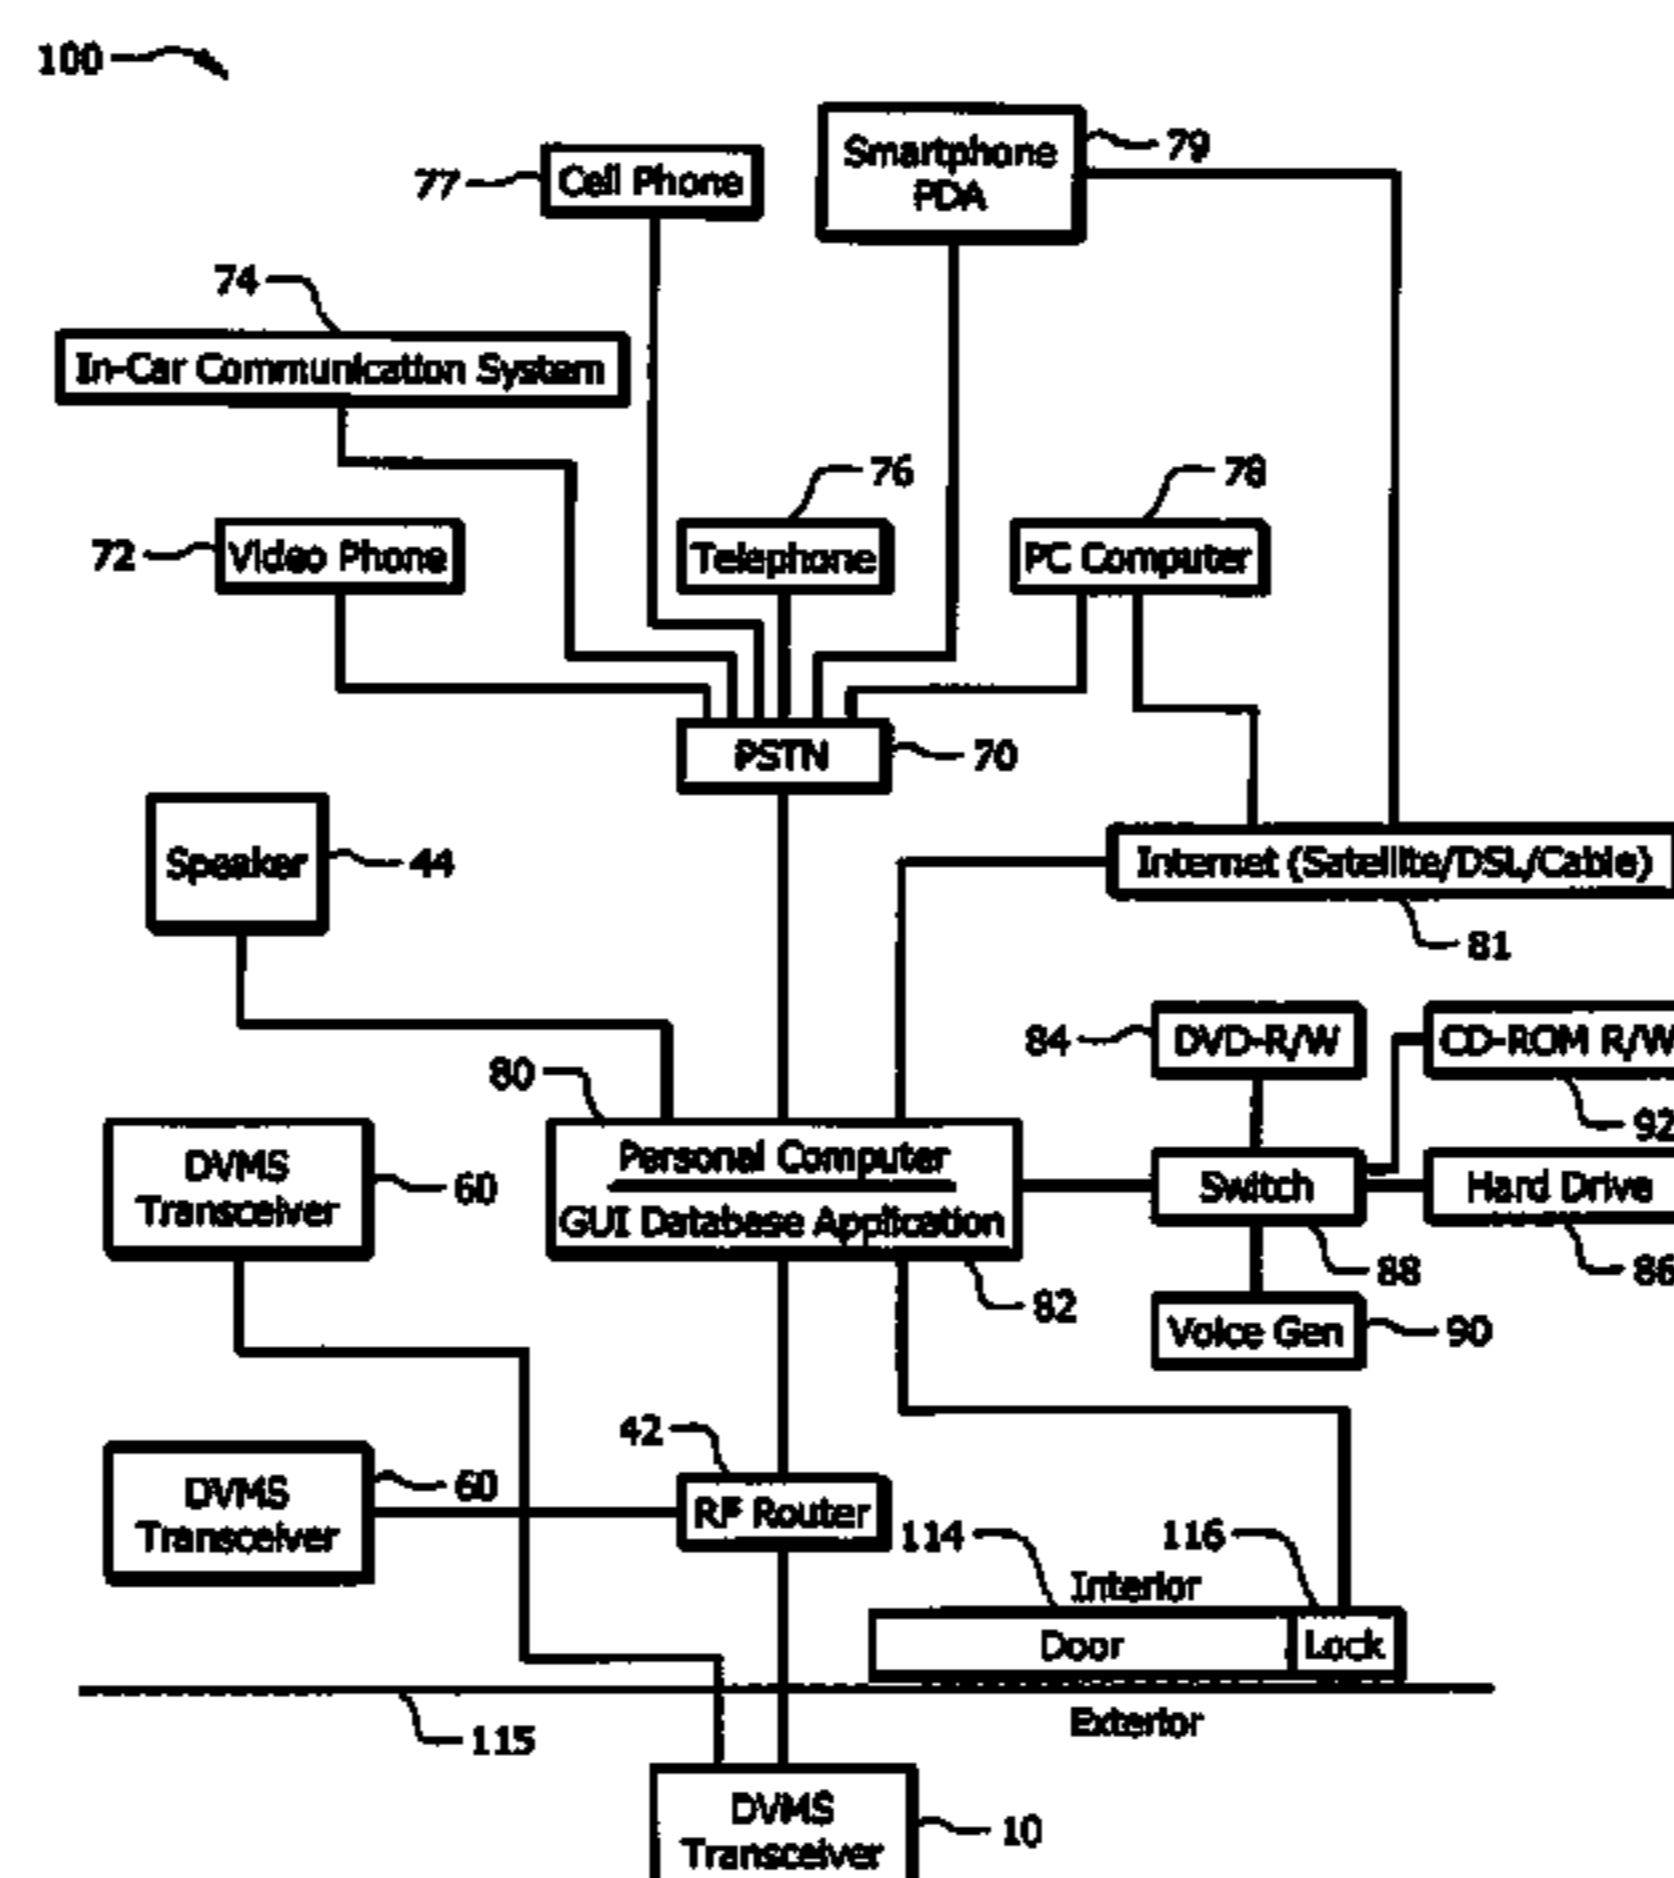 100
79
Smartphone
PDA
77
Cell Phone
74
In-Car Communication System
76
78
72
Video Phone
Telephone
PC Computer
PSTN
70
Speaker
44
Internet (Satellite/DSL/Cable)
81
84
DVD-R/W
CD-ROM R/W
92
80
Personal Computer
GUI Database Application
82
DVMS
Transceiver
60
Switch
88
Hard Drive
86
Voice Gen
90
42
RF Router
DVMS
Transceiver
60
114
116
Interior
Door
Lock
115
Exterior
DVMS
Transceiver
10